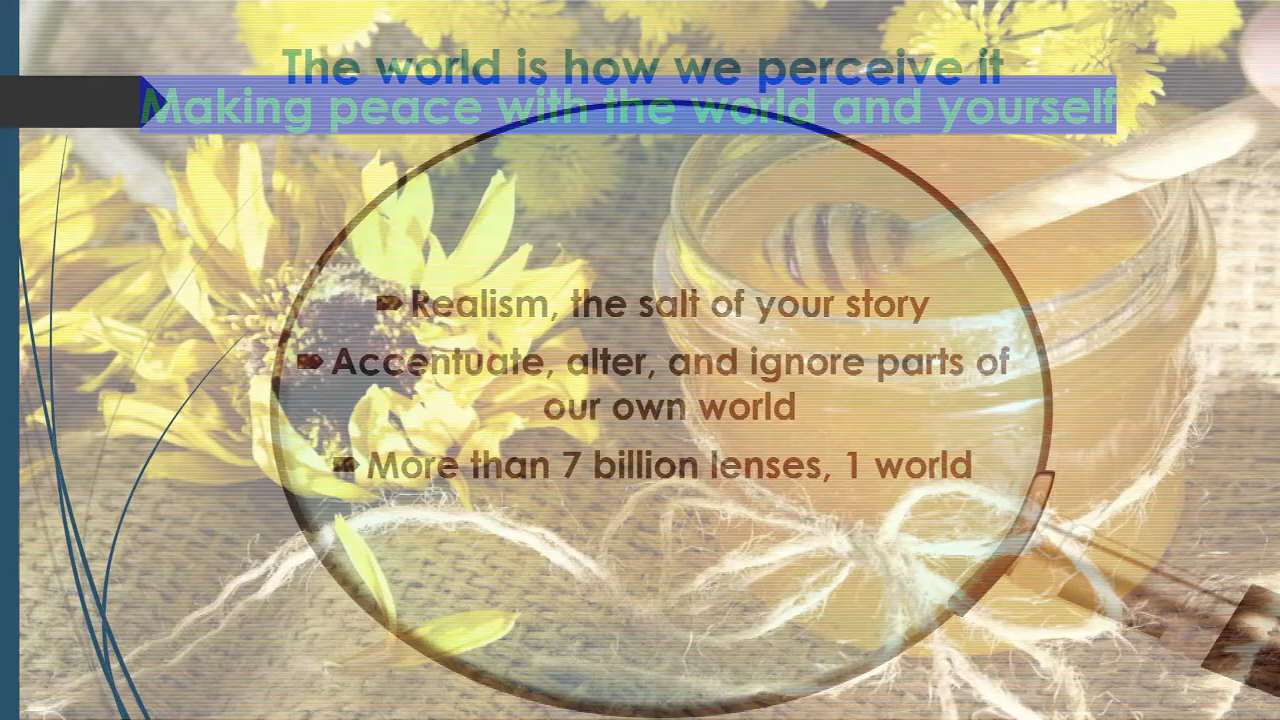 The world is how we perceive it
Making peace with the world and yourself
Realism, the salt of your story
Accentuate, alter, and ignore parts of
our own world
More than 7 billion lenses, 1 world